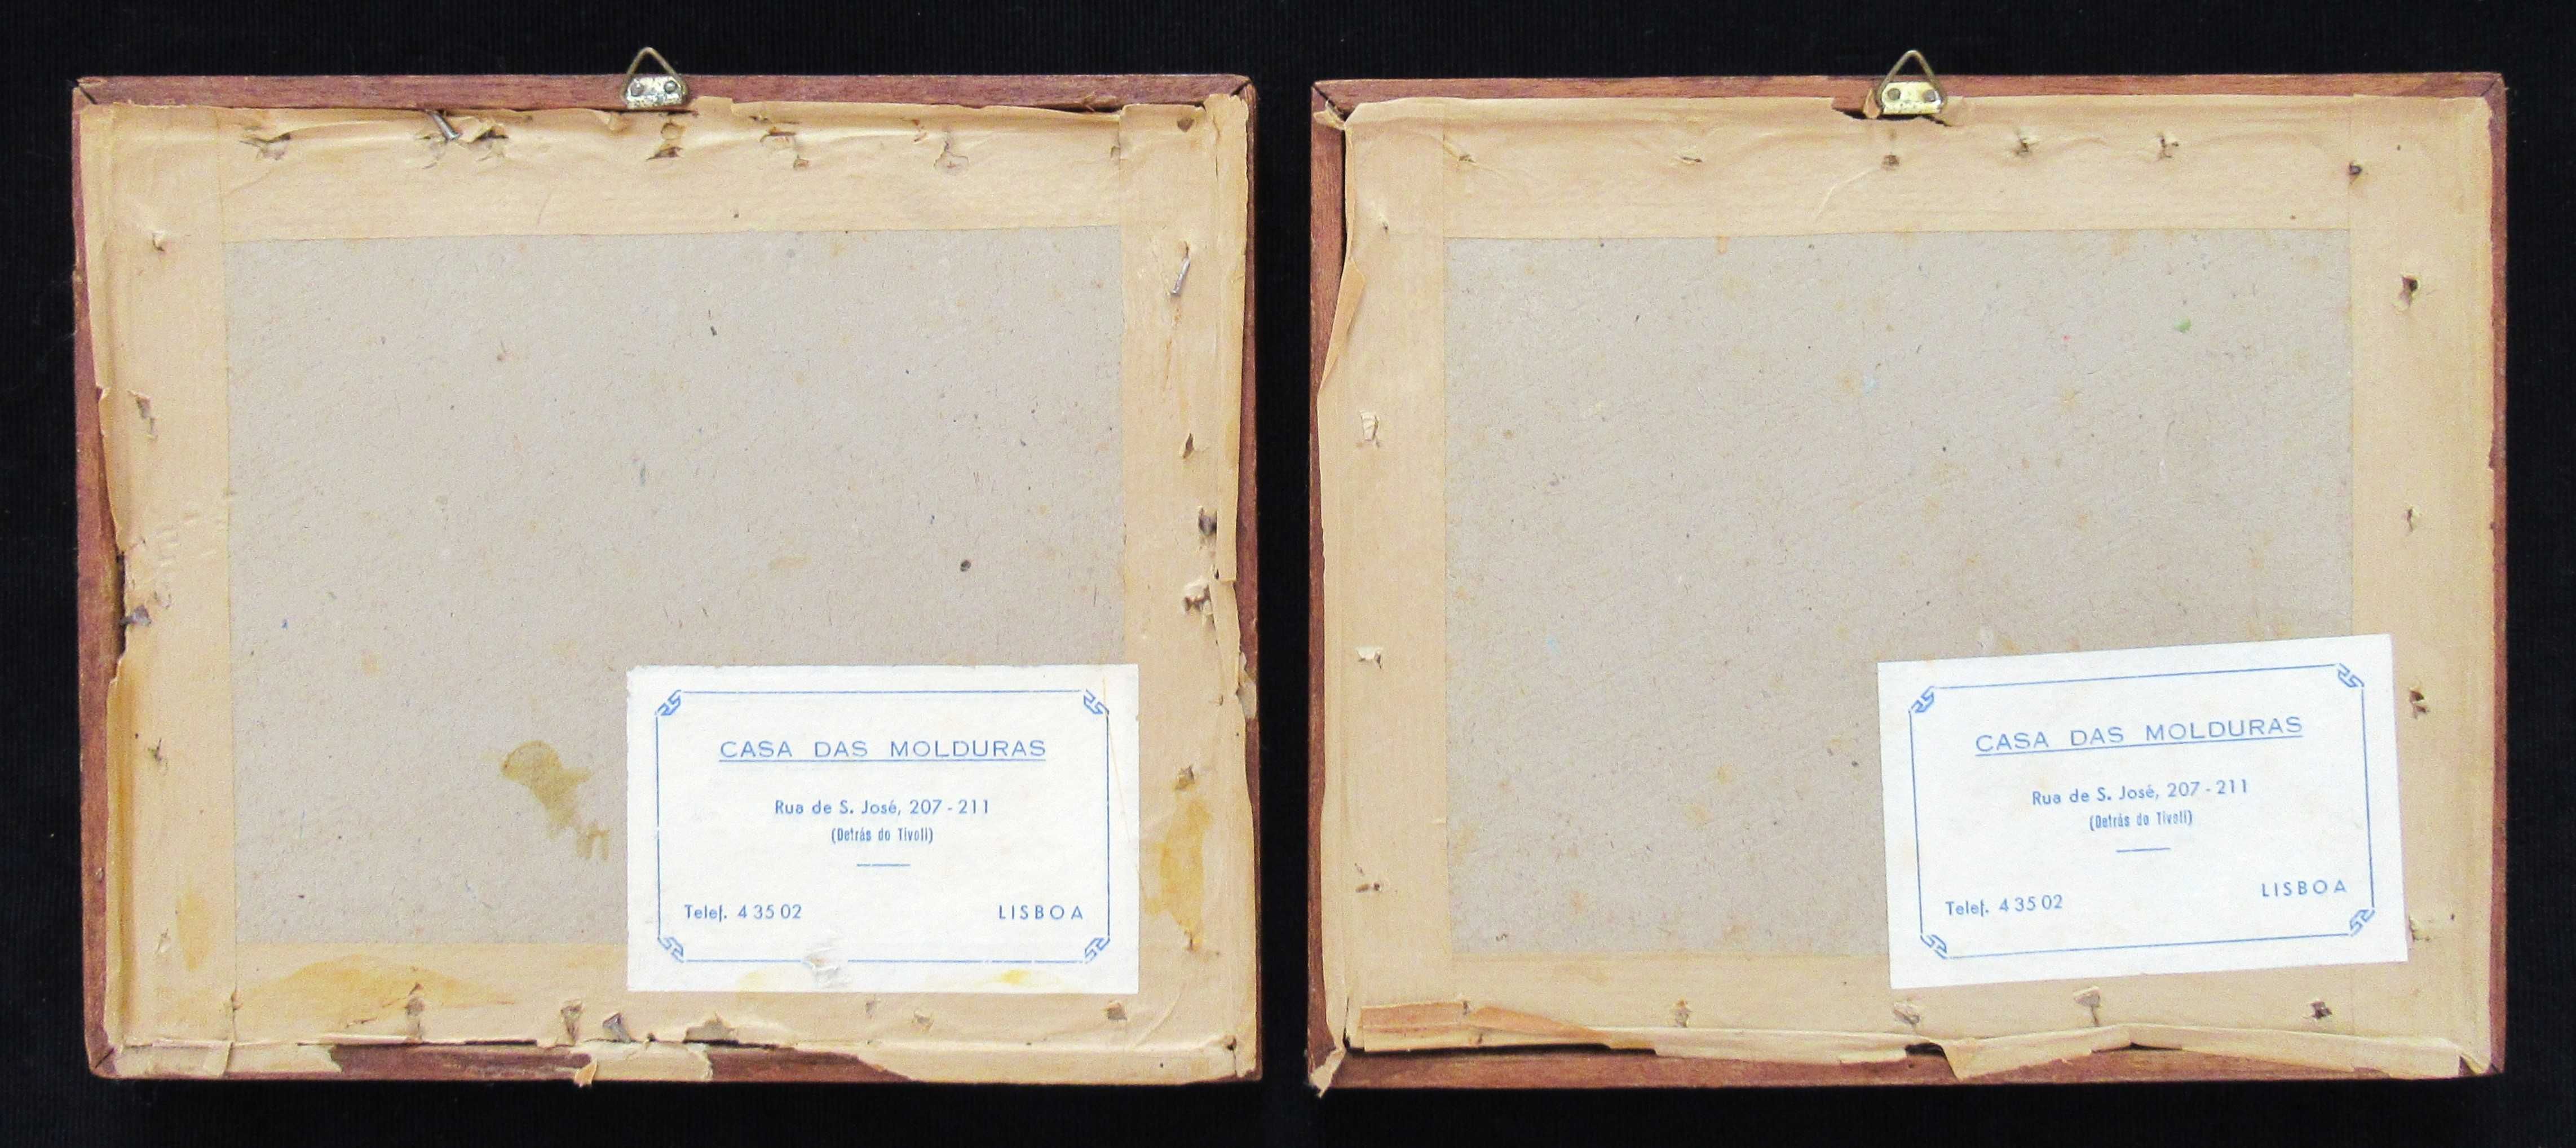 CASA DAS MOLDURAS
Rua de S. José, 207 - 211
(Detrás do Tivoli)
Telef. 4 35 02
LISBOA
CASA DAS MOLDURAS
Rua de S. José, 207 - 211
(Detrás do Tivoli)
Telef. 4 35 02
LISBOA